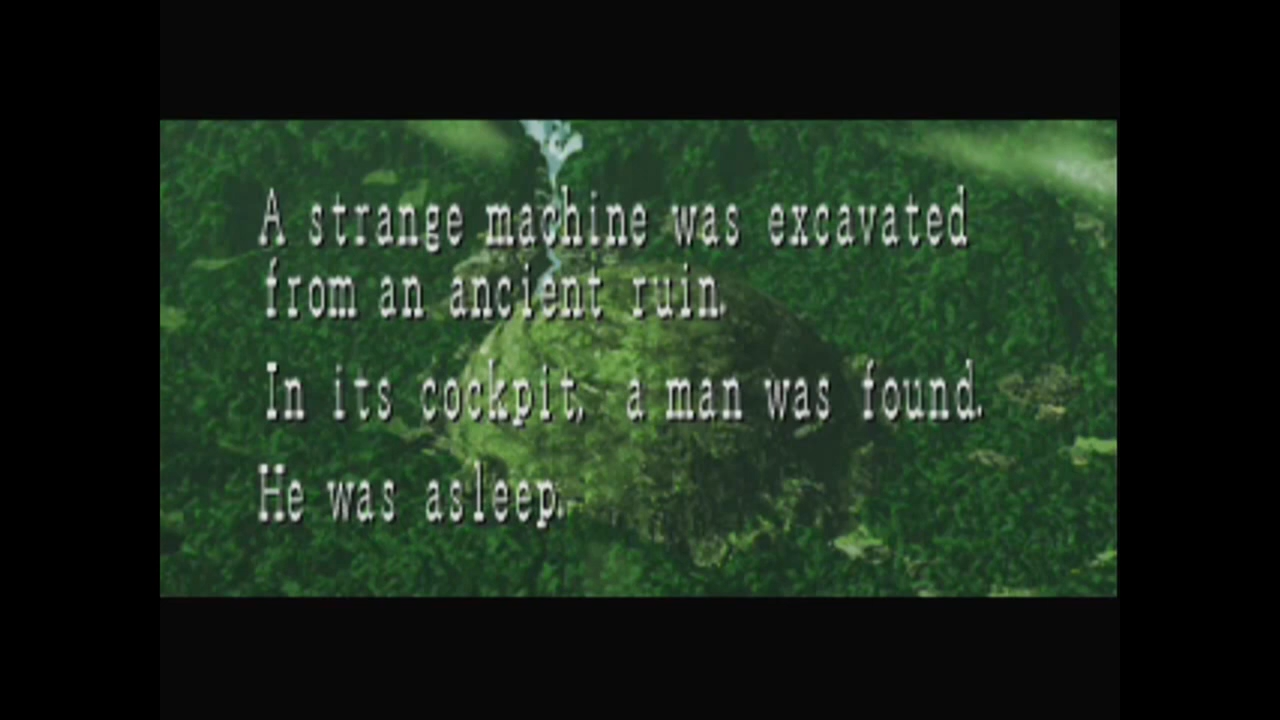 A strange machine was excavated
from an ancient ruin.
In its cockpit, a man was found.
He was asleep.